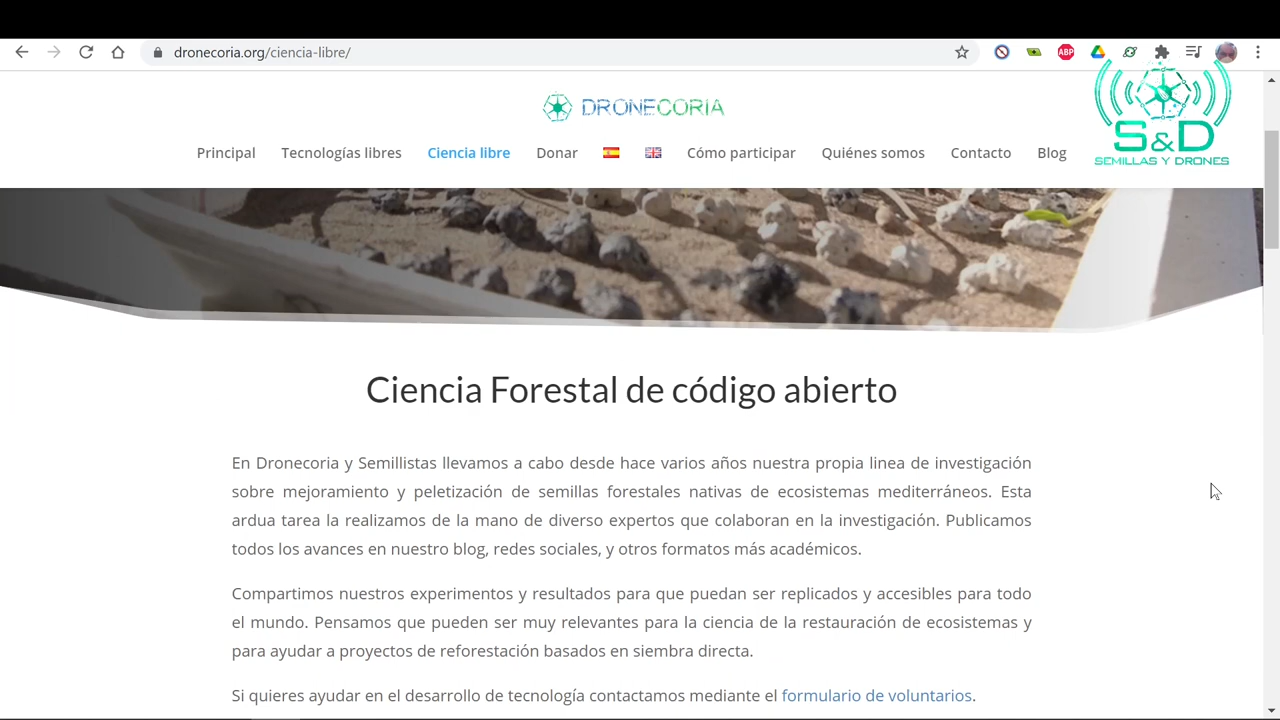 dronecoria.org/ciencia-libre/
ABP
DRONECORIA
S&D
SEMILLAS Y DRONES
Principal Tecnologías libres Ciencia libre Donar Cómo participar Quiénes somos Contacto Blog
Ciencia Forestal de código abierto
En Dronecoria y Semillistas llevamos a cabo desde hace varios años nuestra propia linea de investigación
sobre mejoramiento y peletización de semillas forestales nativas de ecosistemas mediterráneos. Esta
ardua tarea la realizamos de la mano de diverso expertos que colaboran en la investigación. Publicamos
todos los avances en nuestro blog, redes sociales, y otros formatos más académicos.
Compartimos nuestros experimentos y resultados para que puedan ser replicados y accesibles para todo
el mundo. Pensamos que pueden ser muy relevantes para la ciencia de la restauración de ecosistemas y
para ayudar a proyectos de reforestación basados en siembra directa.
Si quieres ayudar en el desarrollo de tecnología contactamos mediante el formulario de voluntarios.